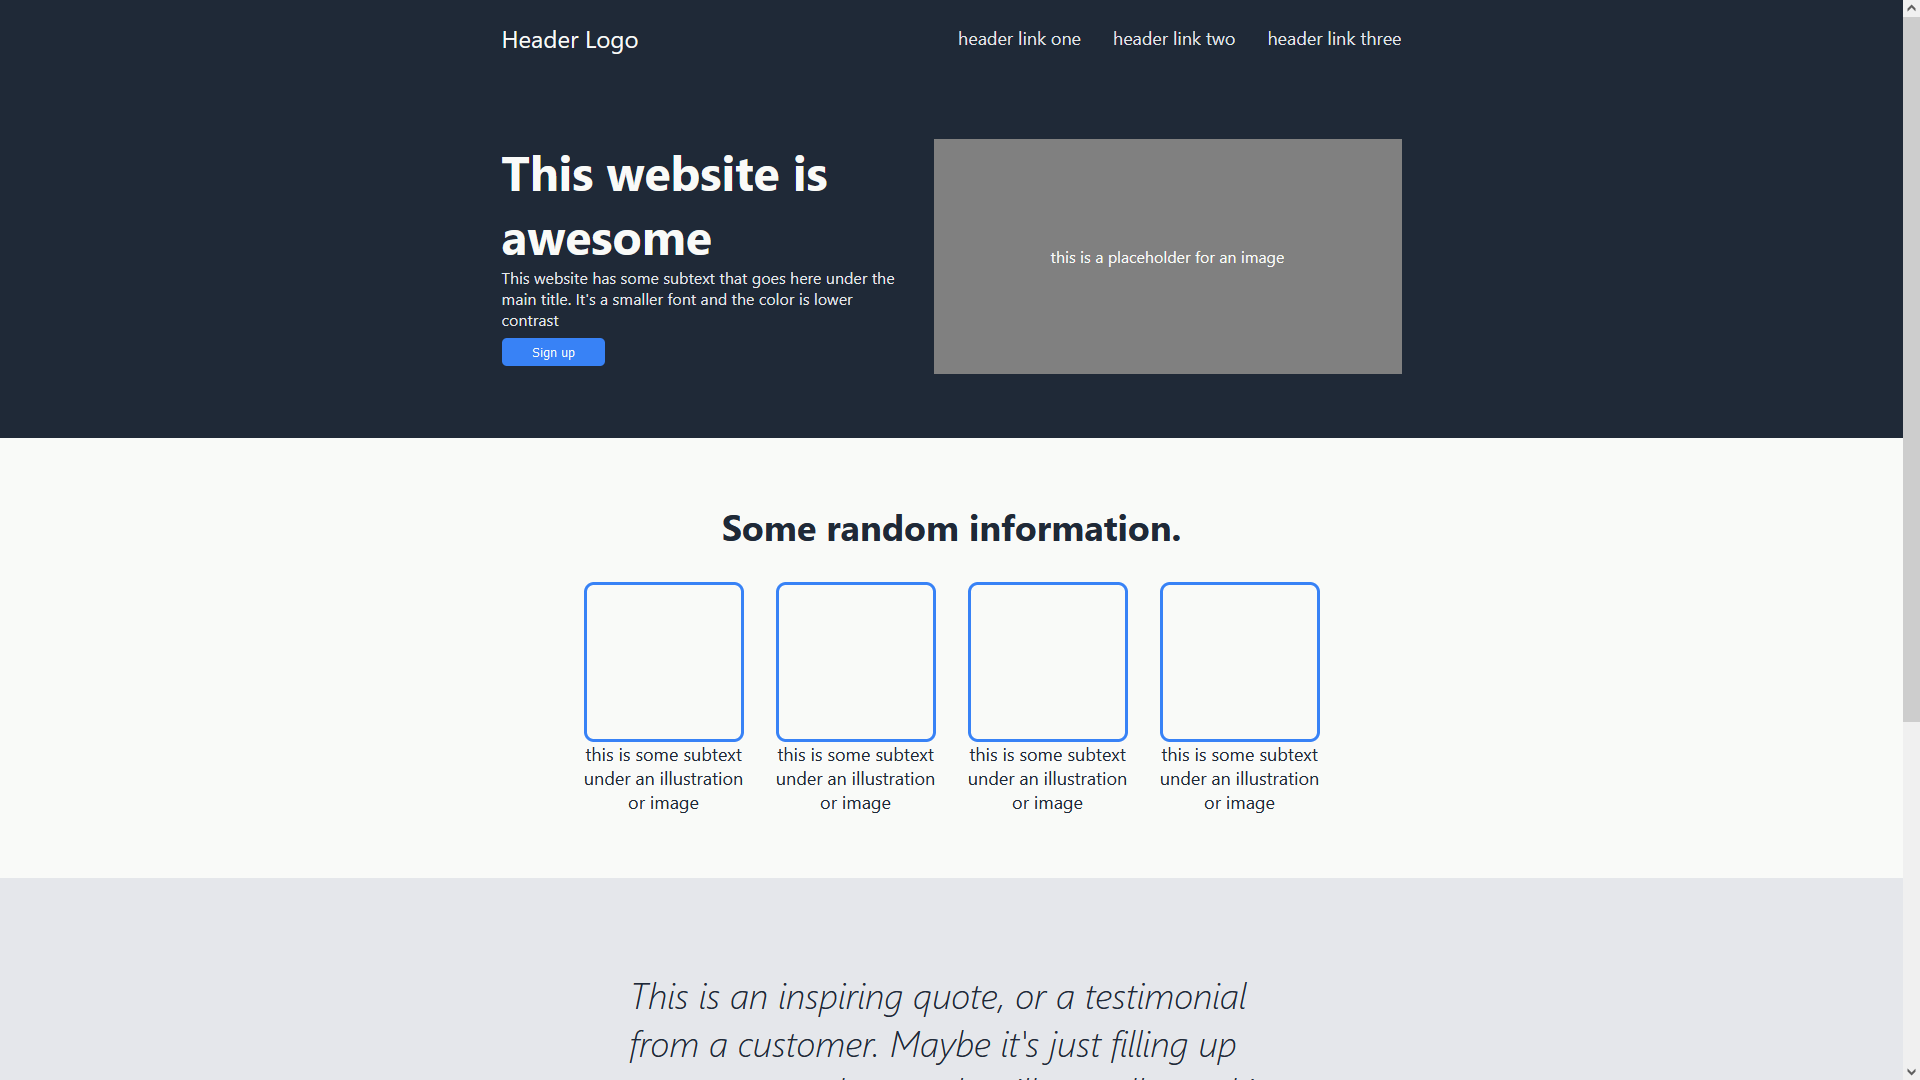 Header Logo
header link one
header link two
header link three
This website is
awesome
This website has some subtext that goes here under the
main title. It's a smaller font and the color is lower
contrast
Sign up
this is a placeholder for an image
Some random information.
this is some subtext
under an illustration
or image
this is some subtext
under an illustration
or image
this is some subtext
under an illustration
or image
this is some subtext
under an illustration
or image
This is an inspiring quote, or a testimonial
from a customer. Maybe it's just filling up